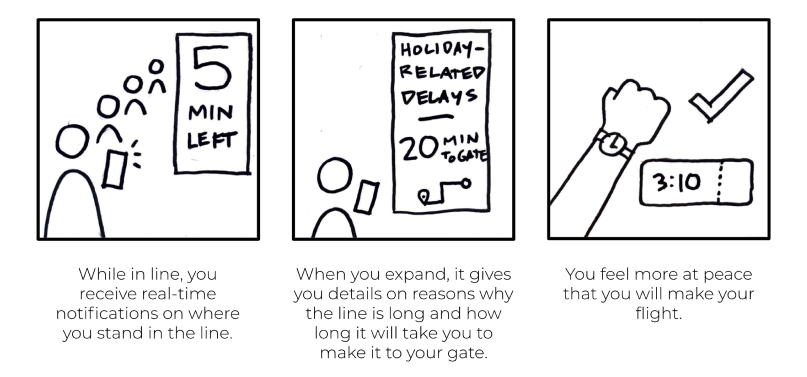 5
MIN
LEFT
HOLIDAY-
RELATED
DELAYS
20 MIN
TO GATE
3:10
While in line, you
receive real-time
notifications on where
you stand in the line.
When you expand, it gives
you details on reasons why
the line is long and how
long it will take you to
make it to your gate.
You feel more at peace
that you will make your
flight.